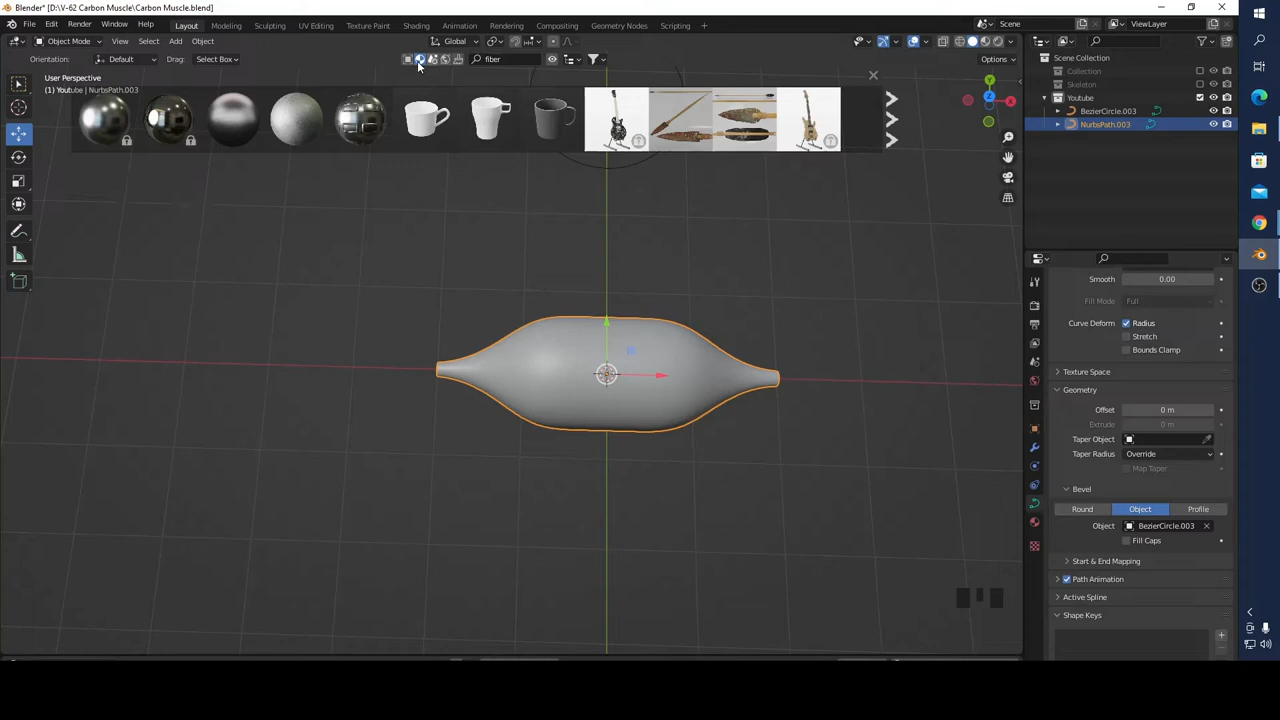 Blender* [D:\V-62 Carbon Muscle\Carbon Muscle.blend]
File Edit Render Window Help Layout Modeling Sculpting UV Editing Texture Paint Shading Animation Rendering Compositing Geometry Nodes Scripting + Scene ViewLayer
Object Mode View Select Add Object Global
Orientation: Default Drag: Select Box fiber Options
Scene Collection
Collection
Skeleton
Youtube
BezierCircle.003
NurbsPath.003
User Perspective
(1) Youtube | NurbsPath.003
Z
X
Smooth 0.00
Fill Mode Full
Curve Deform Radius
Stretch
Bounds Clamp
Texture Space
Geometry
Offset 0 m
Extrude 0 m
Taper Object
Taper Radius Override
Map Taper
Bevel
Round Object Profile
Object BezierCircle.003
Fill Caps
Start & End Mapping
Path Animation
Active Spline
Shape Keys